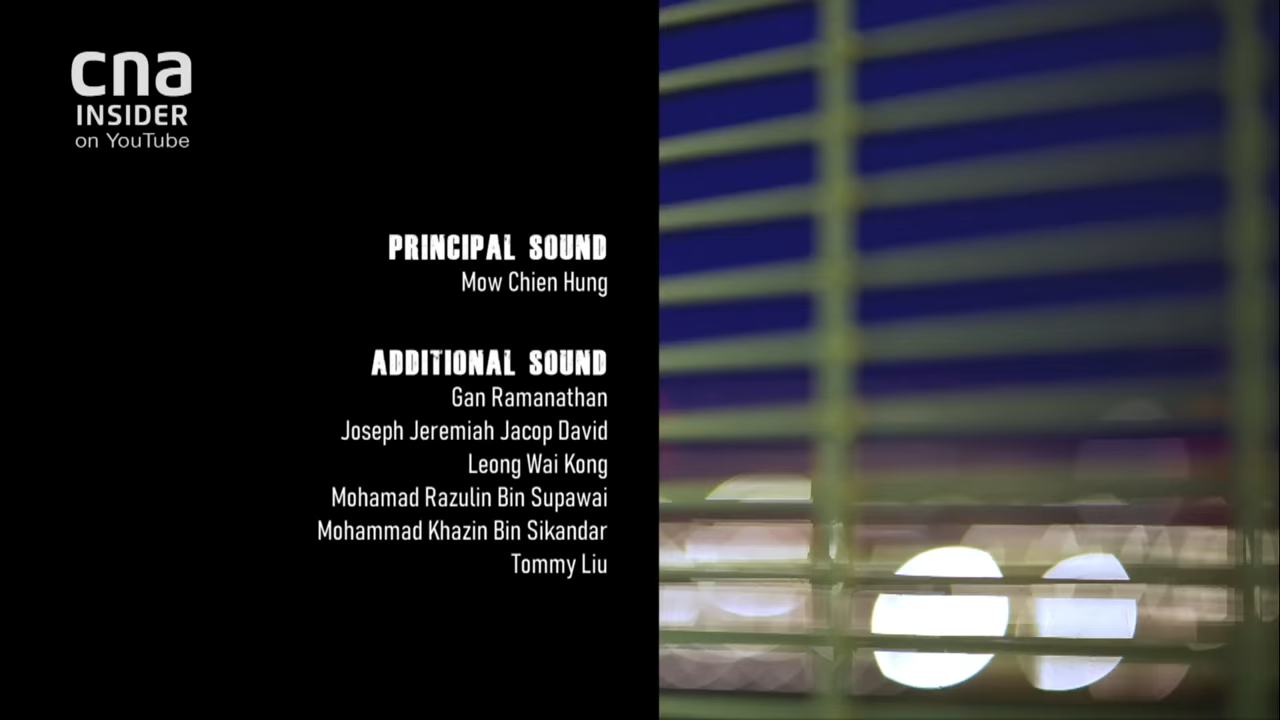 cna
INSIDER
on YouTube
PRINCIPAL SOUND
Mow Chien Hung
ADDITIONAL SOUND
Gan Ramanathan
Joseph Jeremiah Jacop David
Leong Wai Kong
Mohamad Razulin Bin Supawai
Mohammad Khazin Bin Sikandar
Tommy Liu